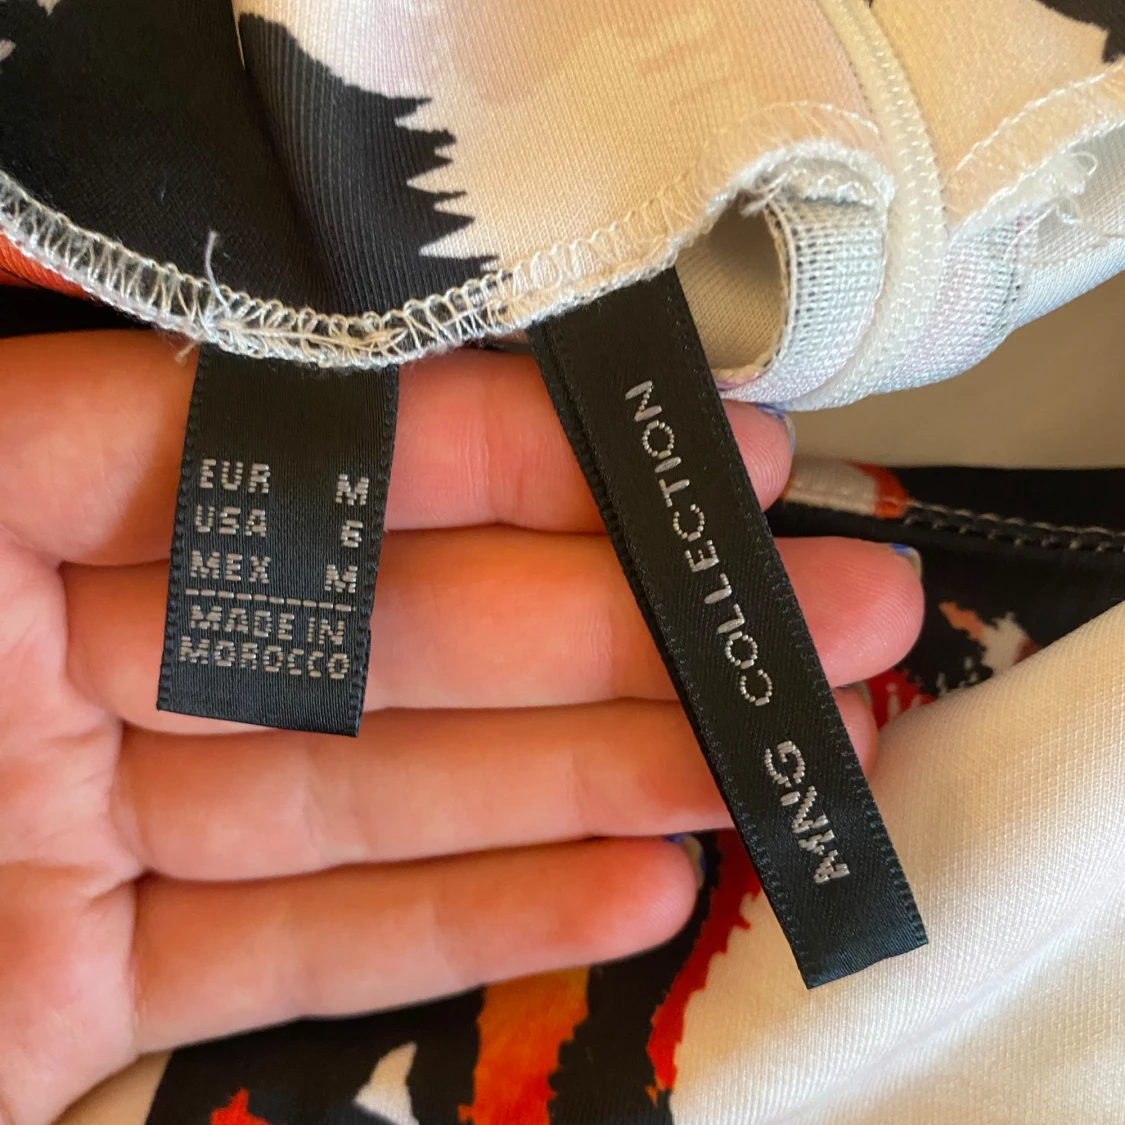 EUR M
USA 6
MEX M
MADE IN
MOROCCO
MNG COLLECTION